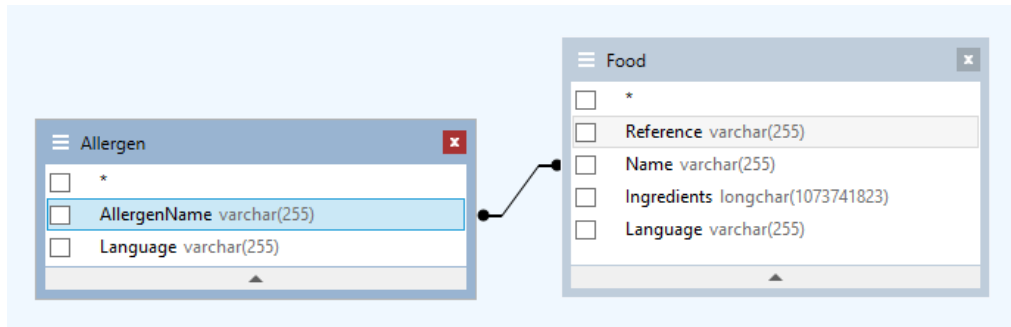 Allergen
*
AllergenName varchar(255)
Language varchar(255)
Food
*
Reference varchar(255)
Name varchar(255)
Ingredients longchar(1073741823)
Language varchar(255)